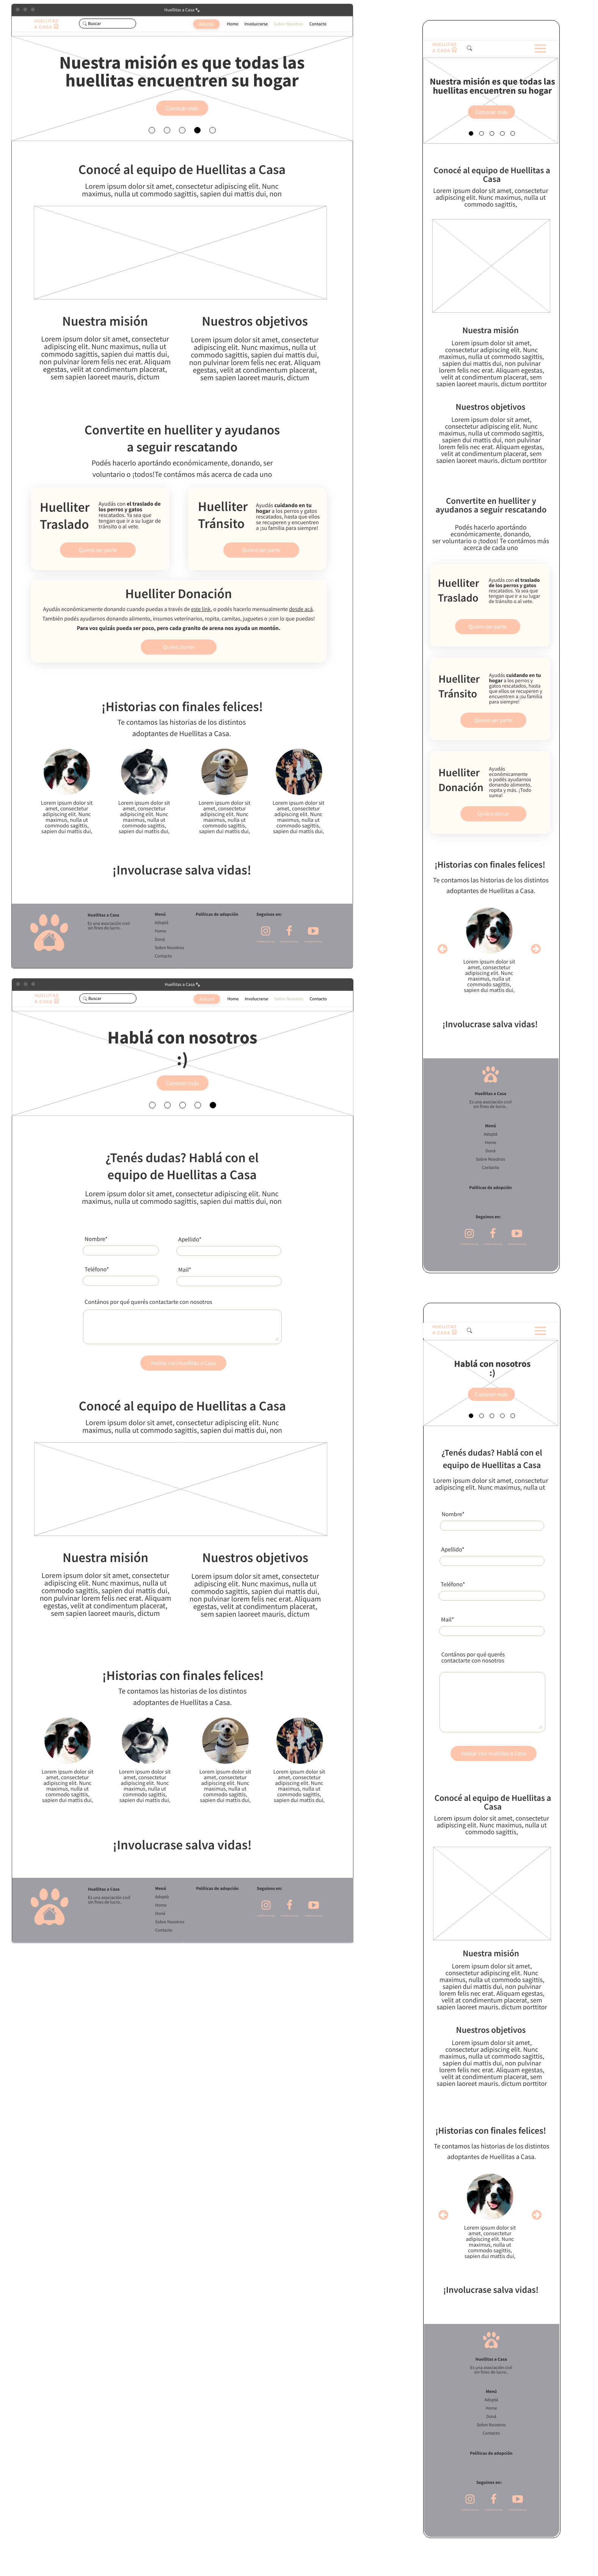 Huellitas a Casa
HUELLITAS
A CASA
Buscar
Adoptá
Home
Involucrarse
Sobre Nosotros
Contacto
Nuestra misión es que todas las
huellitas encuentren su hogar
Conocer más
Conocé al equipo de Huellitas a Casa
Lorem ipsum dolor sit amet, consectetur adipiscing elit. Nunc
maximus, nulla ut commodo sagittis, sapien dui mattis dui, non
Nuestra misión
Lorem ipsum dolor sit amet, consectetur
adipiscing elit. Nunc maximus, nulla ut
commodo sagittis, sapien dui mattis dui,
non pulvinar lorem felis nec erat. Aliquam
egestas, velit at condimentum placerat,
sem sapien laoreet mauris, dictum
Nuestros objetivos
Lorem ipsum dolor sit amet, consectetur
adipiscing elit. Nunc maximus, nulla ut
commodo sagittis, sapien dui mattis dui,
non pulvinar lorem felis nec erat. Aliquam
egestas, velit at condimentum placerat,
sem sapien laoreet mauris, dictum
Convertite en huelliter y ayudanos
a seguir rescatando
Podés hacerlo aportándo económicamente, donando, ser
voluntario o ¡todos!Te contámos más acerca de cada uno
Huelliter
Traslado
Ayudás con el traslado de
los perros y gatos
rescatados. Ya sea que
tengan que ir a su lugar de
tránsito o al vete.
Quiero ser parte
Huelliter
Tránsito
Ayudás cuidando en tu
hogar a los perros y gatos
rescatados, hasta que ellos
se recuperen y encuentren
a ¡su familia para siempre!
Quiero ser parte
Huelliter Donación
Ayudás económicamente donando cuando puedas a través de este link, o podés hacerlo mensualmente desde acá.
También podés ayudarnos donando alimento, insumos veterinarios, ropita, camitas, juguetes o ¡con lo que puedas!
Para vos quizás pueda ser poco, pero cada granito de arena nos ayuda un montón.
Quiero donar
¡Historias con finales felices!
Te contamos las historias de los distintos
adoptantes de Huellitas a Casa.
Lorem ipsum dolor sit
amet, consectetur
adipiscing elit. Nunc
maximus, nulla ut
commodo sagittis,
sapien dui mattis dui,
Lorem ipsum dolor sit
amet, consectetur
adipiscing elit. Nunc
maximus, nulla ut
commodo sagittis,
sapien dui mattis dui,
Lorem ipsum dolor sit
amet, consectetur
adipiscing elit. Nunc
maximus, nulla ut
commodo sagittis,
sapien dui mattis dui,
Lorem ipsum dolor sit
amet, consectetur
adipiscing elit. Nunc
maximus, nulla ut
commodo sagittis,
sapien dui mattis dui,
¡Involucrase salva vidas!
Huellitas a Casa
Es una asociación civil
sin fines de lucro..
Menú
Adoptá
Home
Doná
Sobre Nosotros
Contacto
Políticas de adopción
Seguinos en:
Huellitas a Casa
HUELLITAS
A CASA
Buscar
Adoptá
Home
Involucrarse
Sobre Nosotros
Contacto
Hablá con nosotros
:)
Conocer más
¿Tenés dudas? Hablá con el
equipo de Huellitas a Casa
Lorem ipsum dolor sit amet, consectetur adipiscing elit. Nunc
maximus, nulla ut commodo sagittis, sapien dui mattis dui, non
Nombre*
Apellido*
Teléfono*
Mail*
Contános por qué querés contactarte con nosotros
Hablar con Huellitas a Casa
Conocé al equipo de Huellitas a Casa
Lorem ipsum dolor sit amet, consectetur adipiscing elit. Nunc
maximus, nulla ut commodo sagittis, sapien dui mattis dui, non
Nuestra misión
Lorem ipsum dolor sit amet, consectetur
adipiscing elit. Nunc maximus, nulla ut
commodo sagittis, sapien dui mattis dui,
non pulvinar lorem felis nec erat. Aliquam
egestas, velit at condimentum placerat,
sem sapien laoreet mauris, dictum
Nuestros objetivos
Lorem ipsum dolor sit amet, consectetur
adipiscing elit. Nunc maximus, nulla ut
commodo sagittis, sapien dui mattis dui,
non pulvinar lorem felis nec erat. Aliquam
egestas, velit at condimentum placerat,
sem sapien laoreet mauris, dictum
¡Historias con finales felices!
Te contamos las historias de los distintos
adoptantes de Huellitas a Casa.
Lorem ipsum dolor sit
amet, consectetur
adipiscing elit. Nunc
maximus, nulla ut
commodo sagittis,
sapien dui mattis dui,
Lorem ipsum dolor sit
amet, consectetur
adipiscing elit. Nunc
maximus, nulla ut
commodo sagittis,
sapien dui mattis dui,
Lorem ipsum dolor sit
amet, consectetur
adipiscing elit. Nunc
maximus, nulla ut
commodo sagittis,
sapien dui mattis dui,
Lorem ipsum dolor sit
amet, consectetur
adipiscing elit. Nunc
maximus, nulla ut
commodo sagittis,
sapien dui mattis dui,
¡Involucrase salva vidas!
Huellitas a Casa
Es una asociación civil
sin fines de lucro..
Menú
Adoptá
Home
Doná
Sobre Nosotros
Contacto
Políticas de adopción
Seguinos en:
HUELLITAS
A CASA
Nuestra misión es que todas las
huellitas encuentren su hogar
Conocer más
Conocé al equipo de Huellitas a
Casa
Lorem ipsum dolor sit amet, consectetur
adipiscing elit. Nunc maximus, nulla ut
commodo sagittis,
Nuestra misión
Lorem ipsum dolor sit amet,
consectetur adipiscing elit. Nunc
maximus, nulla ut commodo sagittis,
sapien dui mattis dui, non pulvinar
lorem felis nec erat. Aliquam egestas,
velit at condimentum placerat, sem
sapien laoreet mauris, dictum porttitor
Nuestros objetivos
Lorem ipsum dolor sit amet,
consectetur adipiscing elit. Nunc
maximus, nulla ut commodo sagittis,
sapien dui mattis dui, non pulvinar
lorem felis nec erat. Aliquam egestas,
velit at condimentum placerat, sem
sapien laoreet mauris, dictum porttitor
Convertite en huelliter y
ayudanos a seguir rescatando
Podés hacerlo aportándo
económicamente, donando,
ser voluntario o ¡todos! Te contámos más
acerca de cada uno
Huelliter
Traslado
Ayudás con el traslado
de los perros y gatos
rescatados. Ya sea que
tengan que ir a su lugar
de tránsito o al vete.
Quiero ser parte
Huelliter
Tránsito
Ayudás cuidando en tu
hogar a los perros y
gatos rescatados, hasta
que ellos se recuperen y
encuentren a ¡su familia
para siempre!
Quiero ser parte
Huelliter
Donación
Ayudás
económicamente
o podés ayudarnos
donando alimento,
ropita y más. ¡Todo
suma!
Quiero donar
¡Historias con finales felices!
Te contamos las historias de los distintos
adoptantes de Huellitas a Casa.
Lorem ipsum dolor sit
amet, consectetur
adipiscing elit. Nunc
maximus, nulla ut
commodo sagittis,
sapien dui mattis dui,
¡Involucrase salva vidas!
Huellitas a Casa
Es una asociación civil
sin fines de lucro..
Menú
Adoptá
Home
Doná
Sobre Nosotros
Contacto
Políticas de adopción
Seguinos en:
HUELLITAS
A CASA
Hablá con nosotros
:)
Conocer más
¿Tenés dudas? Hablá con el
equipo de Huellitas a Casa
Lorem ipsum dolor sit amet, consectetur
adipiscing elit. Nunc maximus, nulla ut
Nombre*
Apellido*
Teléfono*
Mail*
Contános por qué querés
contactarte con nosotros
Hablar con Huellitas a Casa
Conocé al equipo de Huellitas a
Casa
Lorem ipsum dolor sit amet, consectetur
adipiscing elit. Nunc maximus, nulla ut
commodo sagittis,
Nuestra misión
Lorem ipsum dolor sit amet,
consectetur adipiscing elit. Nunc
maximus, nulla ut commodo sagittis,
sapien dui mattis dui, non pulvinar
lorem felis nec erat. Aliquam egestas,
velit at condimentum placerat, sem
sapien laoreet mauris, dictum porttitor
Nuestros objetivos
Lorem ipsum dolor sit amet,
consectetur adipiscing elit. Nunc
maximus, nulla ut commodo sagittis,
sapien dui mattis dui, non pulvinar
lorem felis nec erat. Aliquam egestas,
velit at condimentum placerat, sem
sapien laoreet mauris, dictum porttitor
¡Historias con finales felices!
Te contamos las historias de los distintos
adoptantes de Huellitas a Casa.
Lorem ipsum dolor sit
amet, consectetur
adipiscing elit. Nunc
maximus, nulla ut
commodo sagittis,
sapien dui mattis dui,
¡Involucrase salva vidas!
Huellitas a Casa
Es una asociación civil
sin fines de lucro..
Menú
Adoptá
Home
Doná
Sobre Nosotros
Contacto
Políticas de adopción
Seguinos en: